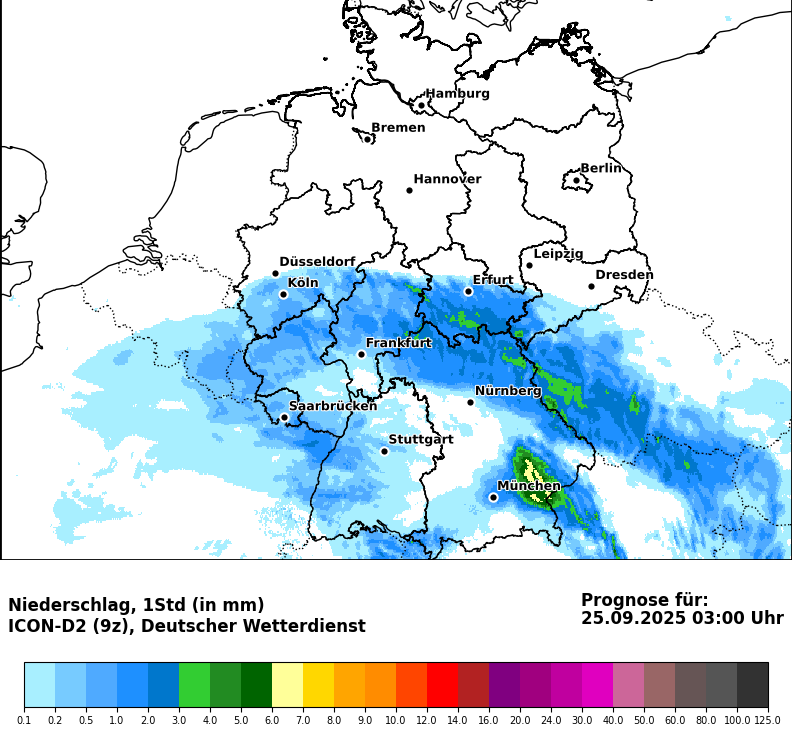 Hamburg
Bremen
Berlin
Hannover
Leipzig
Düsseldorf
Dresden
Köln
Erfurt
Frankfurt
Nürnberg
Saarbrücken
Stuttgart
München
Niederschlag, 1Std (in mm)
ICON-D2 (9z), Deutscher Wetterdienst
Prognose für:
25.09.2025 03:00 Uhr
0.1 0.2 0.5 1.0 2.0 3.0 4.0 5.0 6.0 7.0 8.0 9.0 10.0 12.0 14.0 16.0 20.0 24.0 30.0 40.0 50.0 60.0 80.0 100.0 125.0